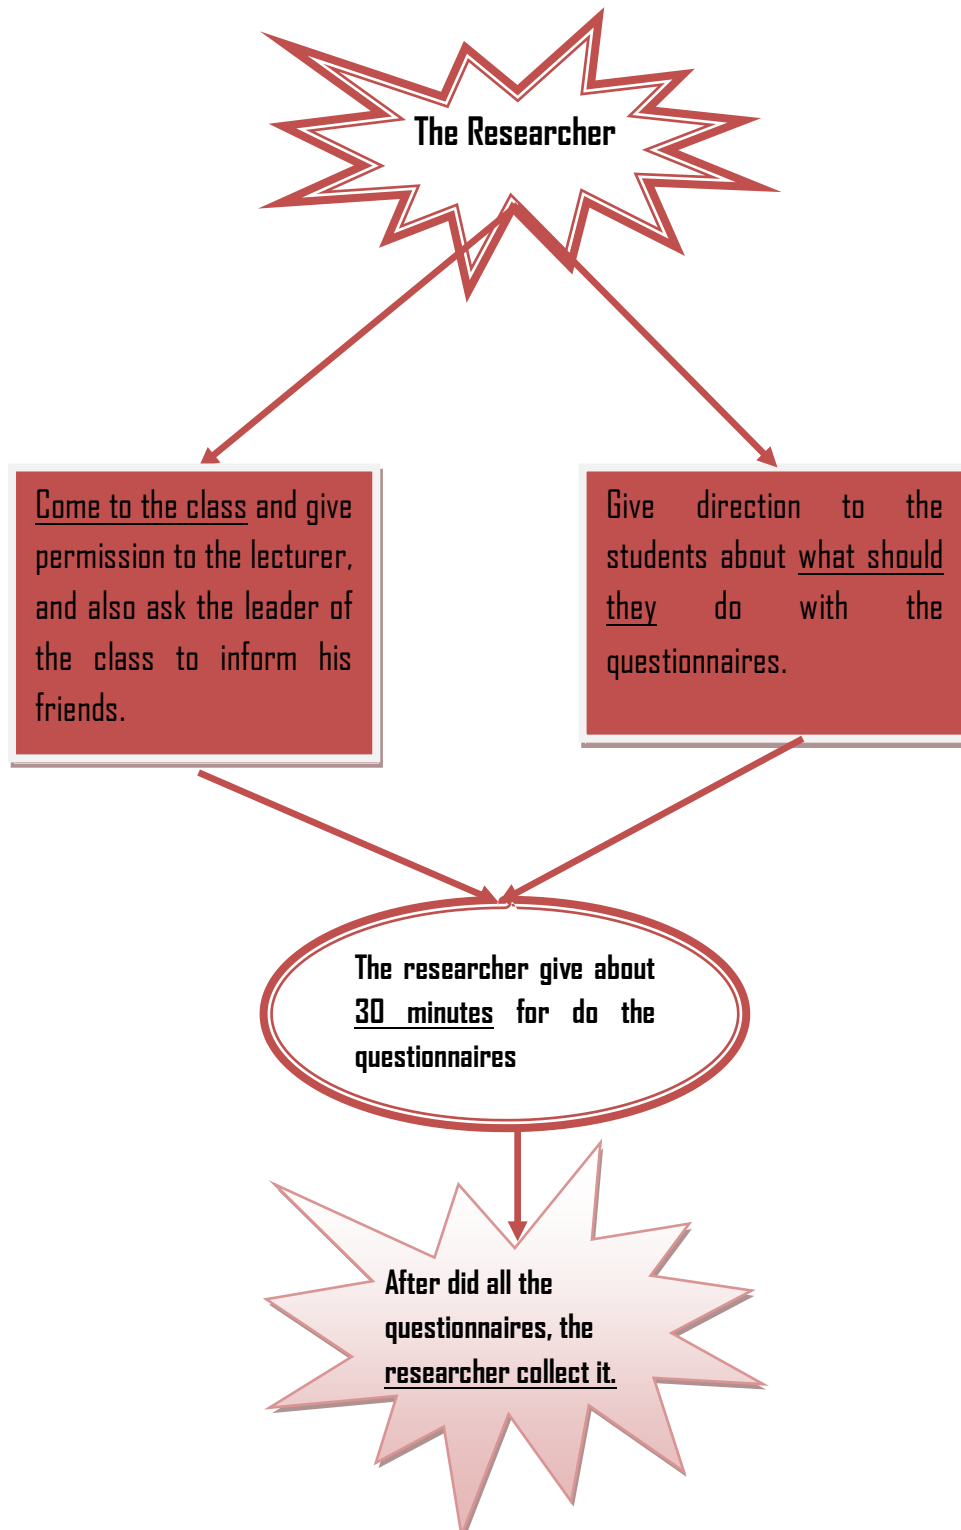 The Researcher
Come to the class and give
permission to the lecturer,
and also ask the leader of
the class to inform his
friends.
Give direction to the
students about what should
they do with the
questionnaires.
The researcher give about
30 minutes for do the
questionnaires
After did all the
questionnaires, the
researcher collect it.